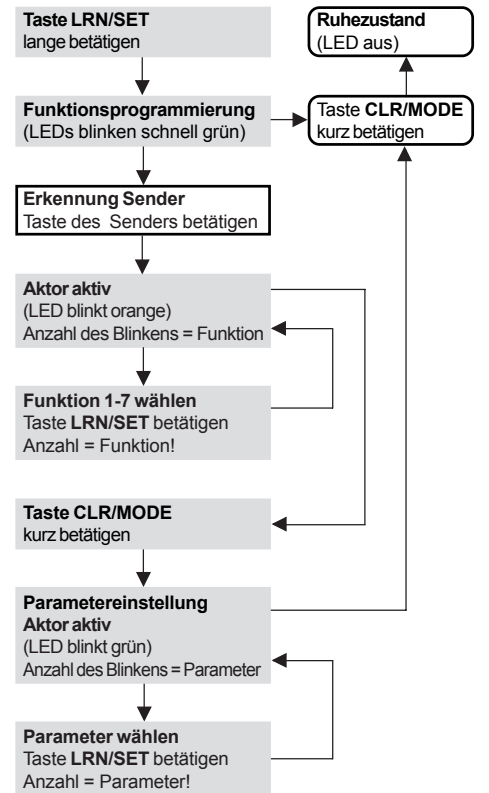 Taste LRN/SET
lange betätigen
Ruhezustand
(LED aus)
Funktionsprogrammierung
(LEDs blinken schnell grün)
Taste CLR/MODE
kurz betätigen
Erkennung Sender
Taste des Senders betätigen
Aktor aktiv
(LED blinkt orange)
Anzahl des Blinkens = Funktion
Funktion 1-7 wählen
Taste LRN/SET betätigen
Anzahl = Funktion!
Taste CLR/MODE
kurz betätigen
Parametereinstellung
Aktor aktiv
(LED blinkt grün)
Anzahl des Blinkens = Parameter
Parameter wählen
Taste LRN/SET betätigen
Anzahl = Parameter!